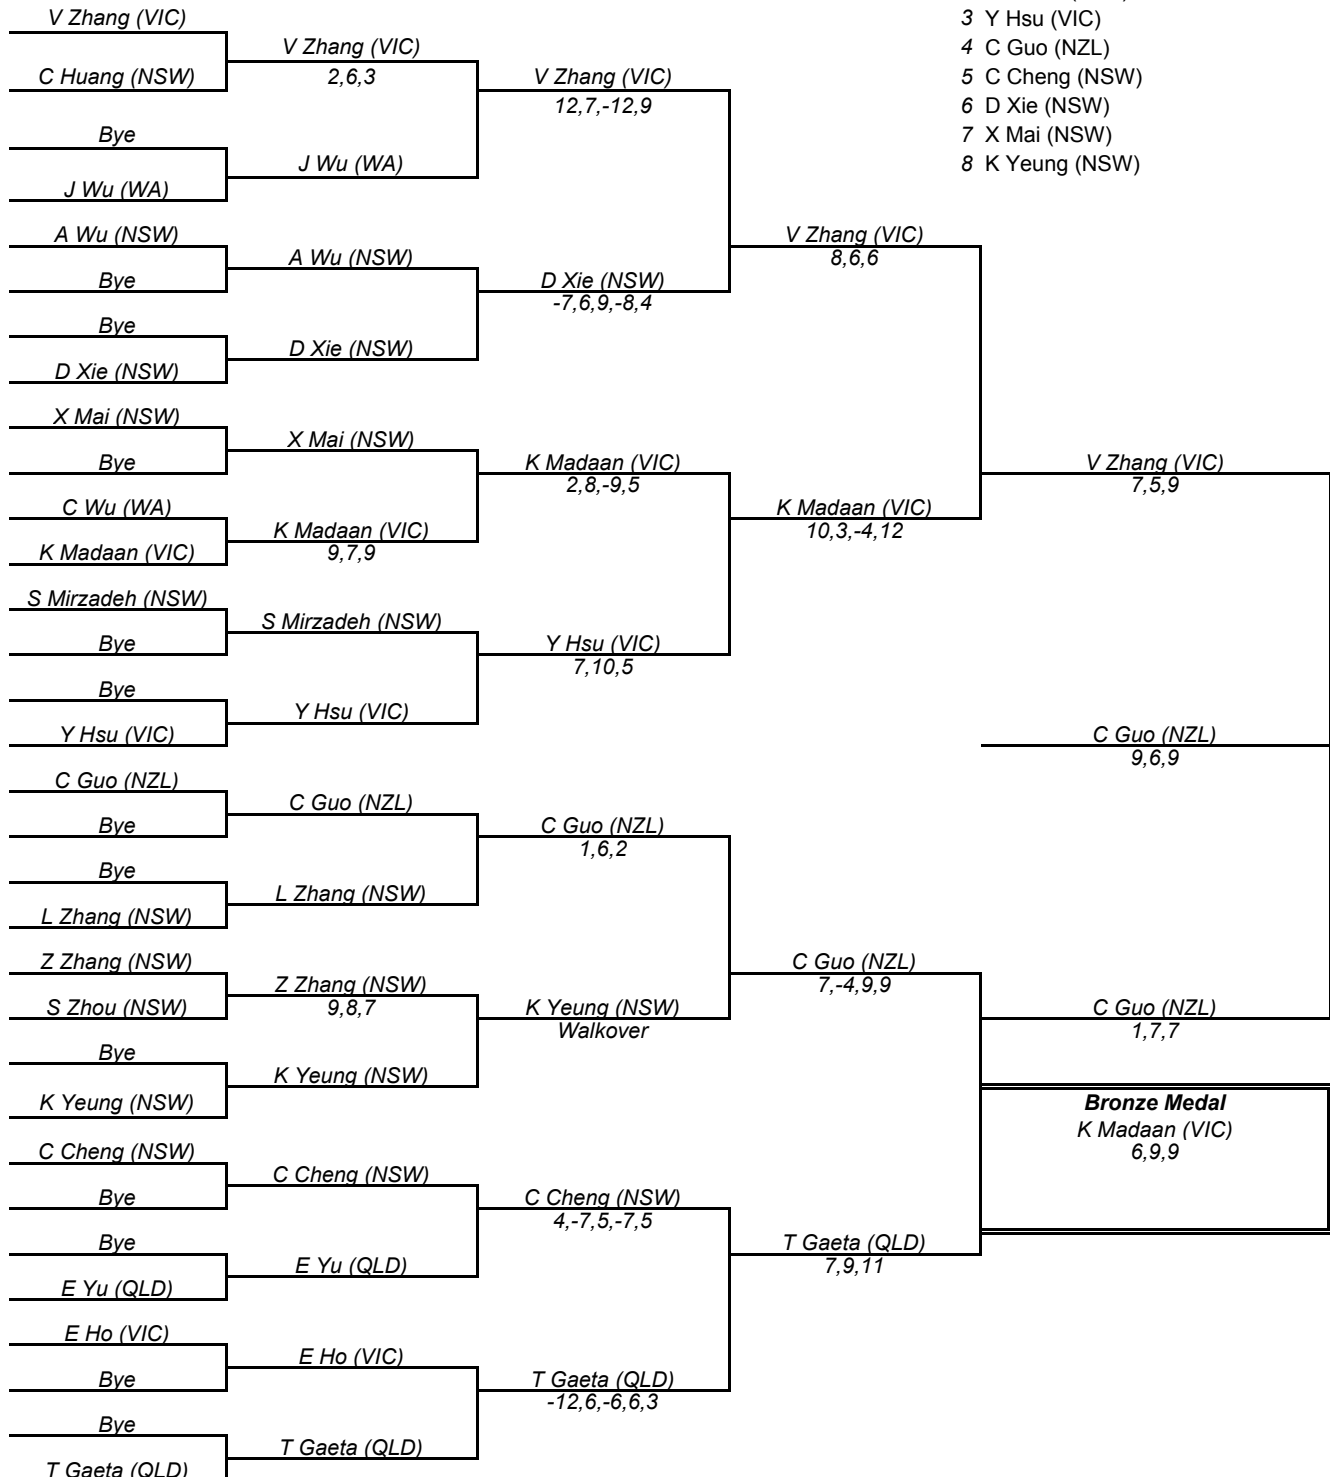 V Zhang (VIC)
C Huang (NSW)
Bye
J Wu (WA)
A Wu (NSW)
Bye
Bye
D Xie (NSW)
X Mai (NSW)
Bye
C Wu (WA)
K Madaan (VIC)
S Mirzadeh (NSW)
Bye
Bye
Y Hsu (VIC)
C Guo (NZL)
Bye
Bye
L Zhang (NSW)
Z Zhang (NSW)
S Zhou (NSW)
Bye
K Yeung (NSW)
C Cheng (NSW)
Bye
Bye
E Yu (QLD)
E Ho (VIC)
Bye
Bye
T Gaeta (QLD)
V Zhang (VIC)
2,6,3
J Wu (WA)
A Wu (NSW)
D Xie (NSW)
X Mai (NSW)
K Madaan (VIC)
9,7,9
S Mirzadeh (NSW)
Y Hsu (VIC)
C Guo (NZL)
L Zhang (NSW)
Z Zhang (NSW)
9,8,7
K Yeung (NSW)
C Cheng (NSW)
E Yu (QLD)
E Ho (VIC)
T Gaeta (QLD)
V Zhang (VIC)
12,7,-12,9
D Xie (NSW)
-7,6,9,-8,4
K Madaan (VIC)
2,8,-9,5
Y Hsu (VIC)
7,10,5
C Guo (NZL)
1,6,2
K Yeung (NSW)
Walkover
C Cheng (NSW)
4,-7,5,-7,5
T Gaeta (QLD)
-12,6,-6,6,3
V Zhang (VIC)
8,6,6
K Madaan (VIC)
10,3,-4,12
C Guo (NZL)
7,-4,9,9
T Gaeta (QLD)
7,9,11
3 Y Hsu (VIC)
4 C Guo (NZL)
5 C Cheng (NSW)
6 D Xie (NSW)
7 X Mai (NSW)
8 K Yeung (NSW)
V Zhang (VIC)
7,5,9
C Guo (NZL)
9,6,9
C Guo (NZL)
1,7,7
Bronze Medal
K Madaan (VIC)
6,9,9